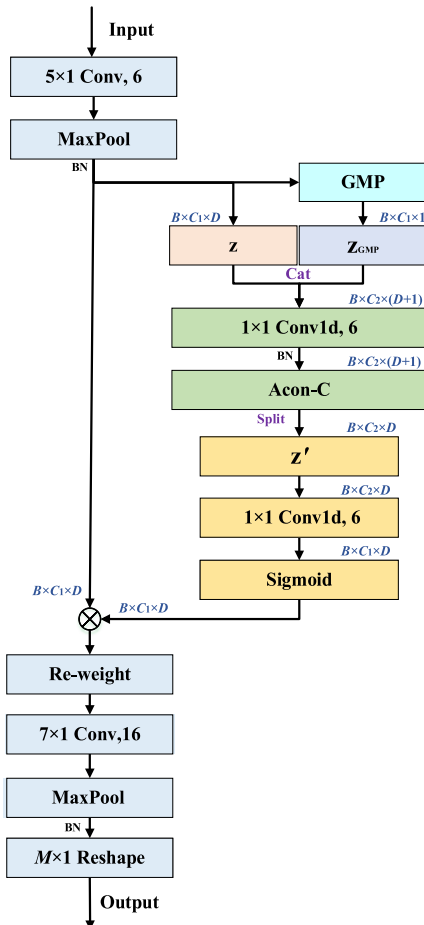 Input
5×1 Conv, 6
MaxPool
BN
GMP
B×C₁×D
B×C₁×1
z
z_GMP
Cat
B×C₂×(D+1)
1×1 Conv1d, 6
BN
B×C₂×(D+1)
Acon-C
Split
B×C₂×D
z′
B×C₂×D
1×1 Conv1d, 6
B×C₁×D
Sigmoid
B×C₁×D
B×C₁×D
Re-weight
7×1 Conv,16
MaxPool
BN
M×1 Reshape
Output